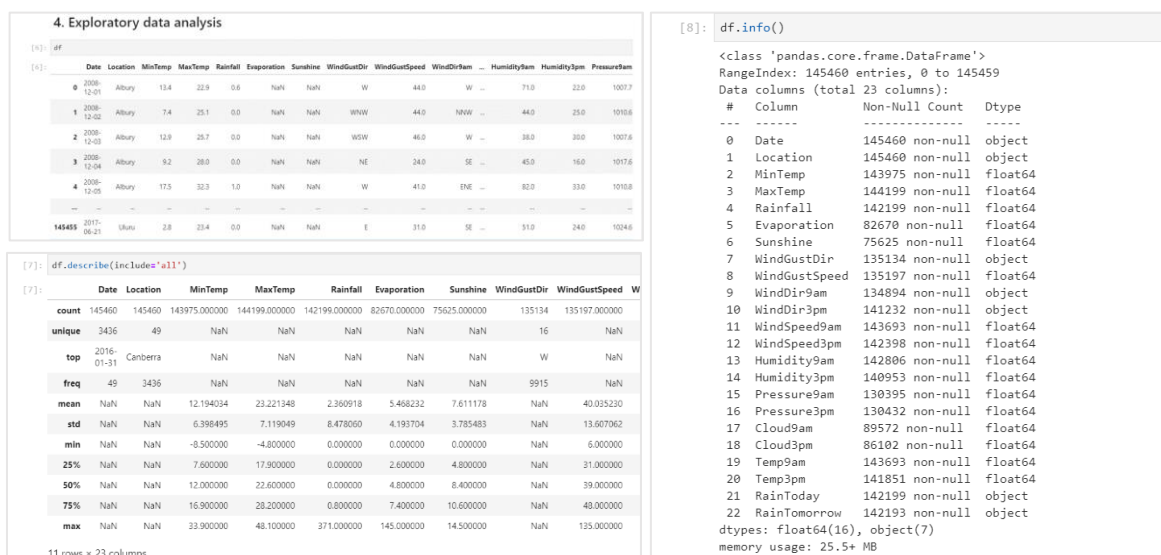 4. Exploratory data analysis
[6]: df
[6]: Date Location MinTemp MaxTemp Rainfall Evaporation Sunshine WindGustDir WindGustSpeed WindDir9am ... Humidity9am Humidity3pm Pressure9am
0 2008-12-01 Albury 13.4 22.9 0.6 NaN NaN W 44.0 W ... 71.0 22.0 1007.7
1 2008-12-02 Albury 7.4 25.1 0.0 NaN NaN WNW 44.0 NNW ... 44.0 25.0 1010.6
2 2008-12-03 Albury 12.9 25.7 0.0 NaN NaN WSW 46.0 W ... 38.0 30.0 1007.6
3 2008-12-04 Albury 9.2 28.0 0.0 NaN NaN NE 24.0 SE ... 45.0 16.0 1017.6
4 2008-12-05 Albury 17.5 32.3 1.0 NaN NaN W 41.0 ENE ... 82.0 33.0 1010.8
... ... ... ... ... ... ... ... ... ... ... ... ... ... ...
145455 2017-06-21 Uluru 2.8 23.4 0.0 NaN NaN E 31.0 SE ... 51.0 24.0 1024.6
[7]: df.describe(include='all')
[7]: Date Location MinTemp MaxTemp Rainfall Evaporation Sunshine WindGustDir WindGustSpeed W
count 145460 145460 143975.000000 144199.000000 142199.000000 82670.000000 75625.000000 135134 135197.000000
unique 3436 49 NaN NaN NaN NaN NaN 16 NaN
top 2016-01-31 Canberra NaN NaN NaN NaN NaN W NaN
freq 49 3436 NaN NaN NaN NaN NaN 9915 NaN
mean NaN NaN 12.194034 23.221348 2.360918 5.468232 7.611178 NaN 40.035230
std NaN NaN 6.398495 7.119049 8.478060 4.193704 3.785483 NaN 13.607062
min NaN NaN -8.500000 -4.800000 0.000000 0.000000 0.000000 NaN 6.000000
25% NaN NaN 7.600000 17.900000 0.000000 2.600000 4.800000 NaN 31.000000
50% NaN NaN 12.000000 22.600000 0.000000 4.800000 8.400000 NaN 39.000000
75% NaN NaN 16.900000 28.200000 0.800000 7.400000 10.600000 NaN 48.000000
max NaN NaN 33.900000 48.100000 371.000000 145.000000 14.500000 NaN 135.000000
11 rows × 23 columns
[8]: df.info()
<class 'pandas.core.frame.DataFrame'>
RangeIndex: 145460 entries, 0 to 145459
Data columns (total 23 columns):
# Column Non-Null Count Dtype
--- ------ -------------- -----
0 Date 145460 non-null object
1 Location 145460 non-null object
2 MinTemp 143975 non-null float64
3 MaxTemp 144199 non-null float64
4 Rainfall 142199 non-null float64
5 Evaporation 82670 non-null float64
6 Sunshine 75625 non-null float64
7 WindGustDir 135134 non-null object
8 WindGustSpeed 135197 non-null float64
9 WindDir9am 134894 non-null object
10 WindDir3pm 141232 non-null object
11 WindSpeed9am 143693 non-null float64
12 WindSpeed3pm 142398 non-null float64
13 Humidity9am 142806 non-null float64
14 Humidity3pm 140953 non-null float64
15 Pressure9am 130395 non-null float64
16 Pressure3pm 130432 non-null float64
17 Cloud9am 89572 non-null float64
18 Cloud3pm 86102 non-null float64
19 Temp9am 143693 non-null float64
20 Temp3pm 141851 non-null float64
21 RainToday 142199 non-null object
22 RainTomorrow 142193 non-null object
dtypes: float64(16), object(7)
memory usage: 25.5+ MB